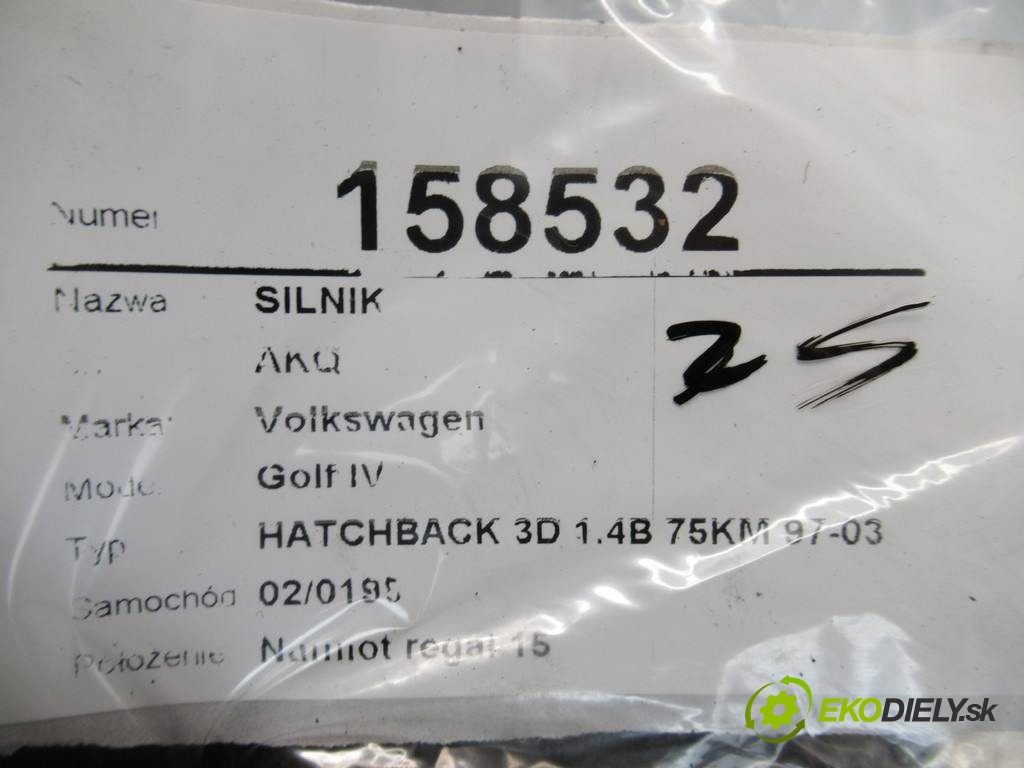 Numer 158532
Nazwa SILNIK
AKQ
25
Marka: Volkswagen
Model Golf IV
Typ HATCHBACK 3D 1.4B 75KM 97-03
Samochód 02/0195
Położenie Namiot regał 15
EKODIELY.sk